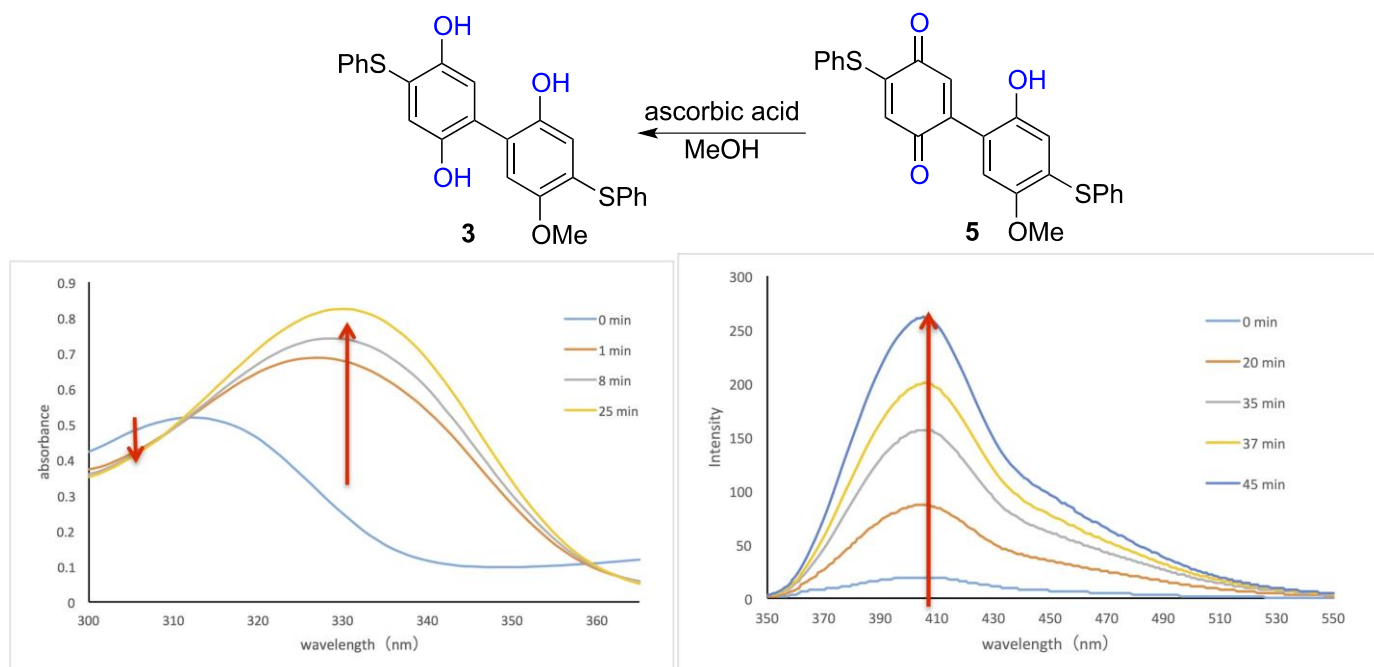 OH
PhS
OH
OH
SPh
OMe
3
ascorbic acid
MeOH
O
PhS
OH
O
SPh
OMe
5
0.9
0.8
0.7
0.6
0.5
0.4
0.3
0.2
0.1
0
absorbance
300 310 320 330 340 350 360
wavelength（nm）
0 min
1 min
8 min
25 min
300
250
200
150
100
50
0
Intensity
350 370 390 410 430 450 470 490 510 530 550
wavelength（nm）
0 min
20 min
35 min
37 min
45 min